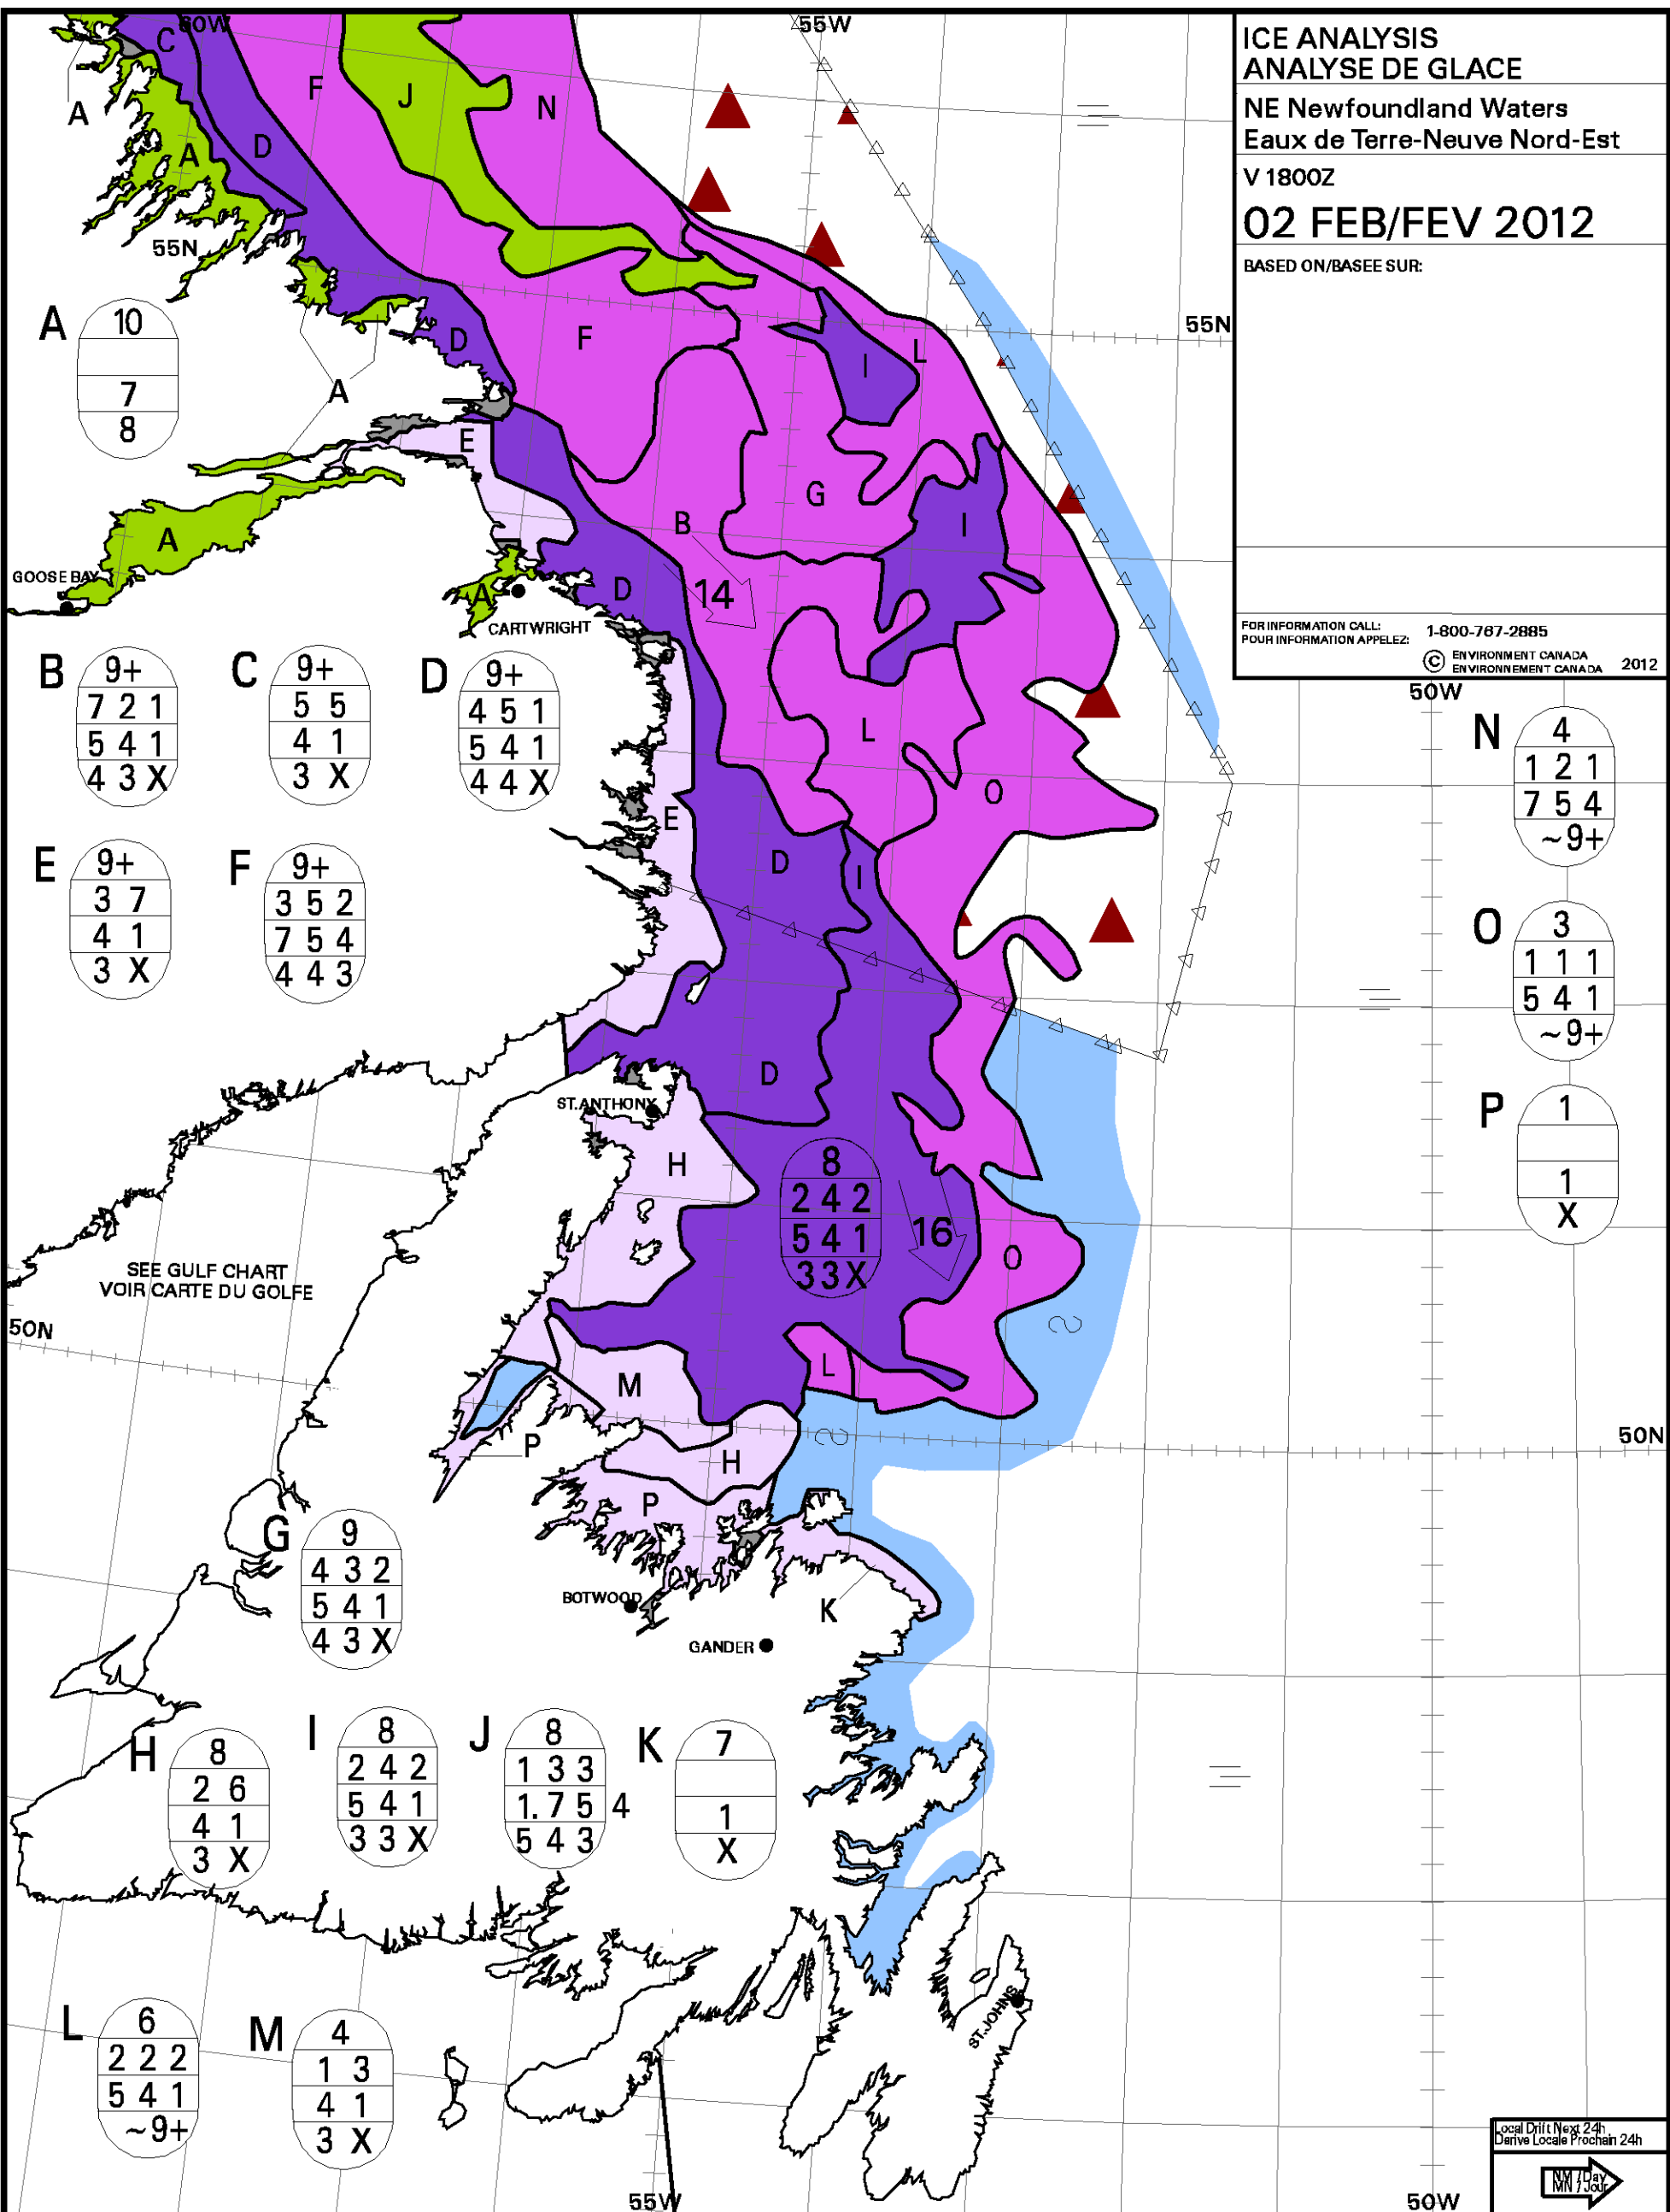 60W
55W
ICE ANALYSIS
ANALYSE DE GLACE
NE Newfoundland Waters
Eaux de Terre-Neuve Nord-Est
V 1800Z
02 FEB/FEV 2012
BASED ON/BASEE SUR:
FOR INFORMATION CALL:
POUR INFORMATION APPELEZ:
1-800-767-2885
© ENVIRONMENT CANADA
ENVIRONNEMENT CANADA
2012
C
F
J
N
A
A
D
55N
55N
D
F
I
L
A
E
G
B
I
A
GOOSE BAY
A
D
14
CARTWRIGHT
A
10
7
8
B
9+
7 2 1
5 4 1
4 3 X
C
9+
5 5
4 1
3 X
D
9+
4 5 1
5 4 1
4 4 X
E
9+
3 7
4 1
3 X
F
9+
3 5 2
7 5 4
4 4 3
50W
N
4
1 2 1
7 5 4
~9+
O
3
1 1 1
5 4 1
~9+
P
1
1
X
L
O
E
D
I
D
ST.ANTHONY
H
8
2 4 2
5 4 1
3 3 X
16
O
SEE GULF CHART
VOIR CARTE DU GOLFE
50N
L
M
50N
P
H
P
BOTWOOD
K
GANDER
G
9
4 3 2
5 4 1
4 3 X
H
8
2 6
4 1
3 X
I
8
2 4 2
5 4 1
3 3 X
J
8
1 3 3
1. 7 5 4
5 4 3
K
7
1
X
L
6
2 2 2
5 4 1
~9+
M
4
1 3
4 1
3 X
ST.JOHNS
Local Drift Next 24h
Derive Locale Prochain 24h
NM / Day
MN / Jour
55W
50W